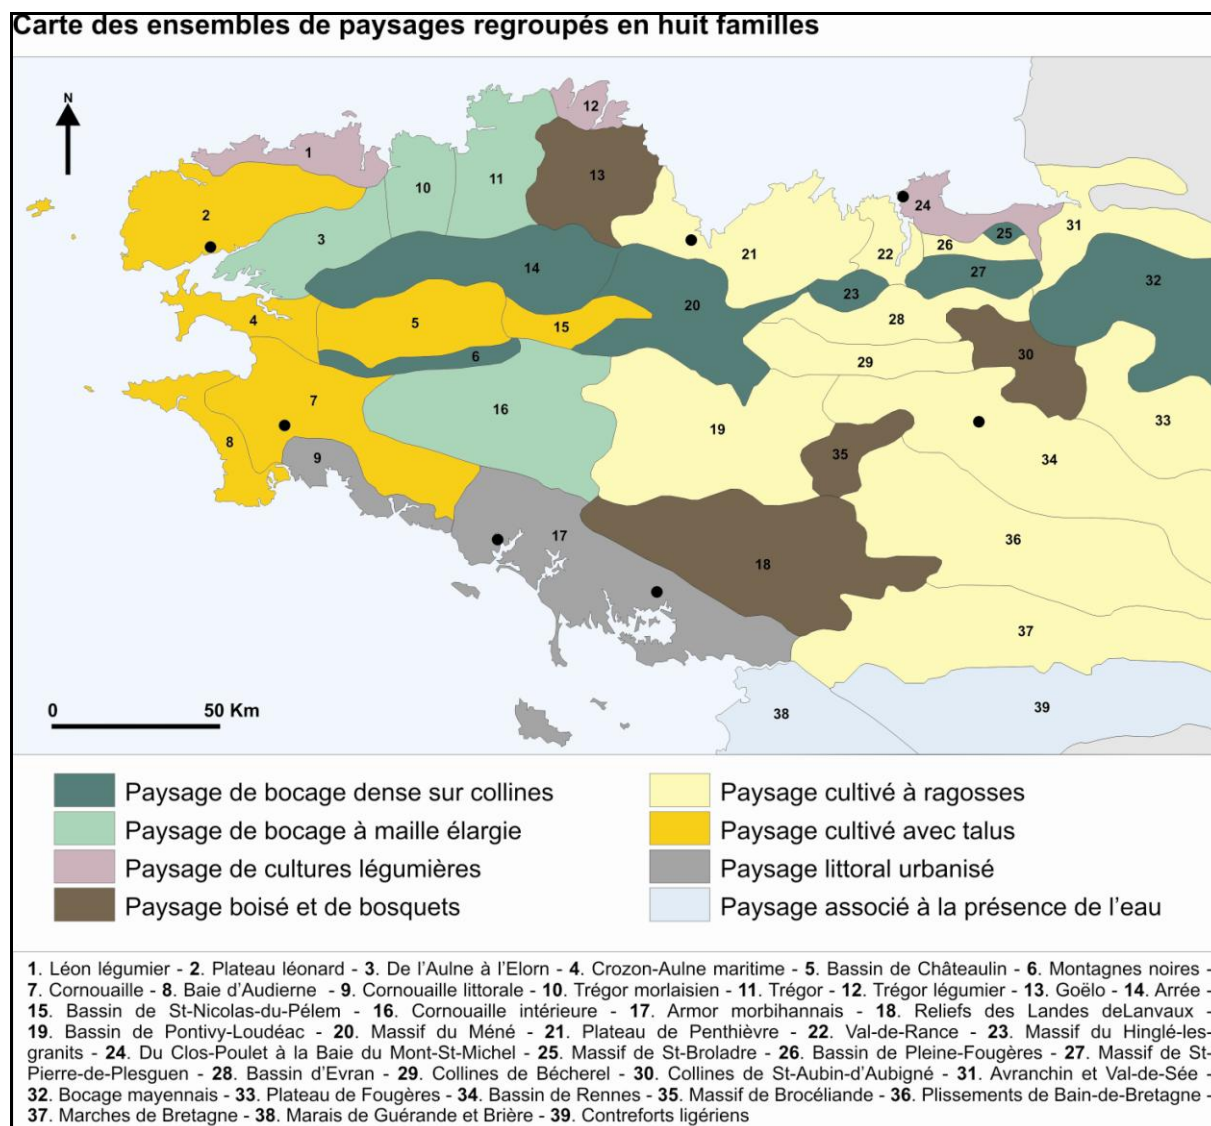 Carte des ensembles de paysages regroupés en huit familles
N
12
1
10
11
13
2
24
25
31
3
21
22
26
14
27
32
20
23
4
5
15
28
6
30
29
7
16
19
33
8
35
34
9
17
36
18
37
0 50 Km
38
39
Paysage de bocage dense sur collines
Paysage de bocage à maille élargie
Paysage de cultures légumières
Paysage boisé et de bosquets
Paysage cultivé à ragosses
Paysage cultivé avec talus
Paysage littoral urbanisé
Paysage associé à la présence de l'eau
1. Léon légumier - 2. Plateau léonard - 3. De l'Aulne à l'Elorn - 4. Crozon-Aulne maritime - 5. Bassin de Châteaulin - 6. Montagnes noires -
7. Cornouaille - 8. Baie d'Audierne - 9. Cornouaille littorale - 10. Trégor morlaisien - 11. Trégor - 12. Trégor légumier - 13. Goëlo - 14. Arrée -
15. Bassin de St-Nicolas-du-Pélem - 16. Cornouaille intérieure - 17. Armor morbihannais - 18. Reliefs des Landes deLanvaux -
19. Bassin de Pontivy-Loudéac - 20. Massif du Méné - 21. Plateau de Penthièvre - 22. Val-de-Rance - 23. Massif du Hinglé-les-
granits - 24. Du Clos-Poulet à la Baie du Mont-St-Michel - 25. Massif de St-Broladre - 26. Bassin de Pleine-Fougères - 27. Massif de St-
Pierre-de-Plesguen - 28. Bassin d'Evran - 29. Collines de Bécherel - 30. Collines de St-Aubin-d'Aubigné - 31. Avranchin et Val-de-Sée -
32. Bocage mayennais - 33. Plateau de Fougères - 34. Bassin de Rennes - 35. Massif de Brocéliande - 36. Plissements de Bain-de-Bretagne -
37. Marches de Bretagne - 38. Marais de Guérande et Brière - 39. Contreforts ligériens